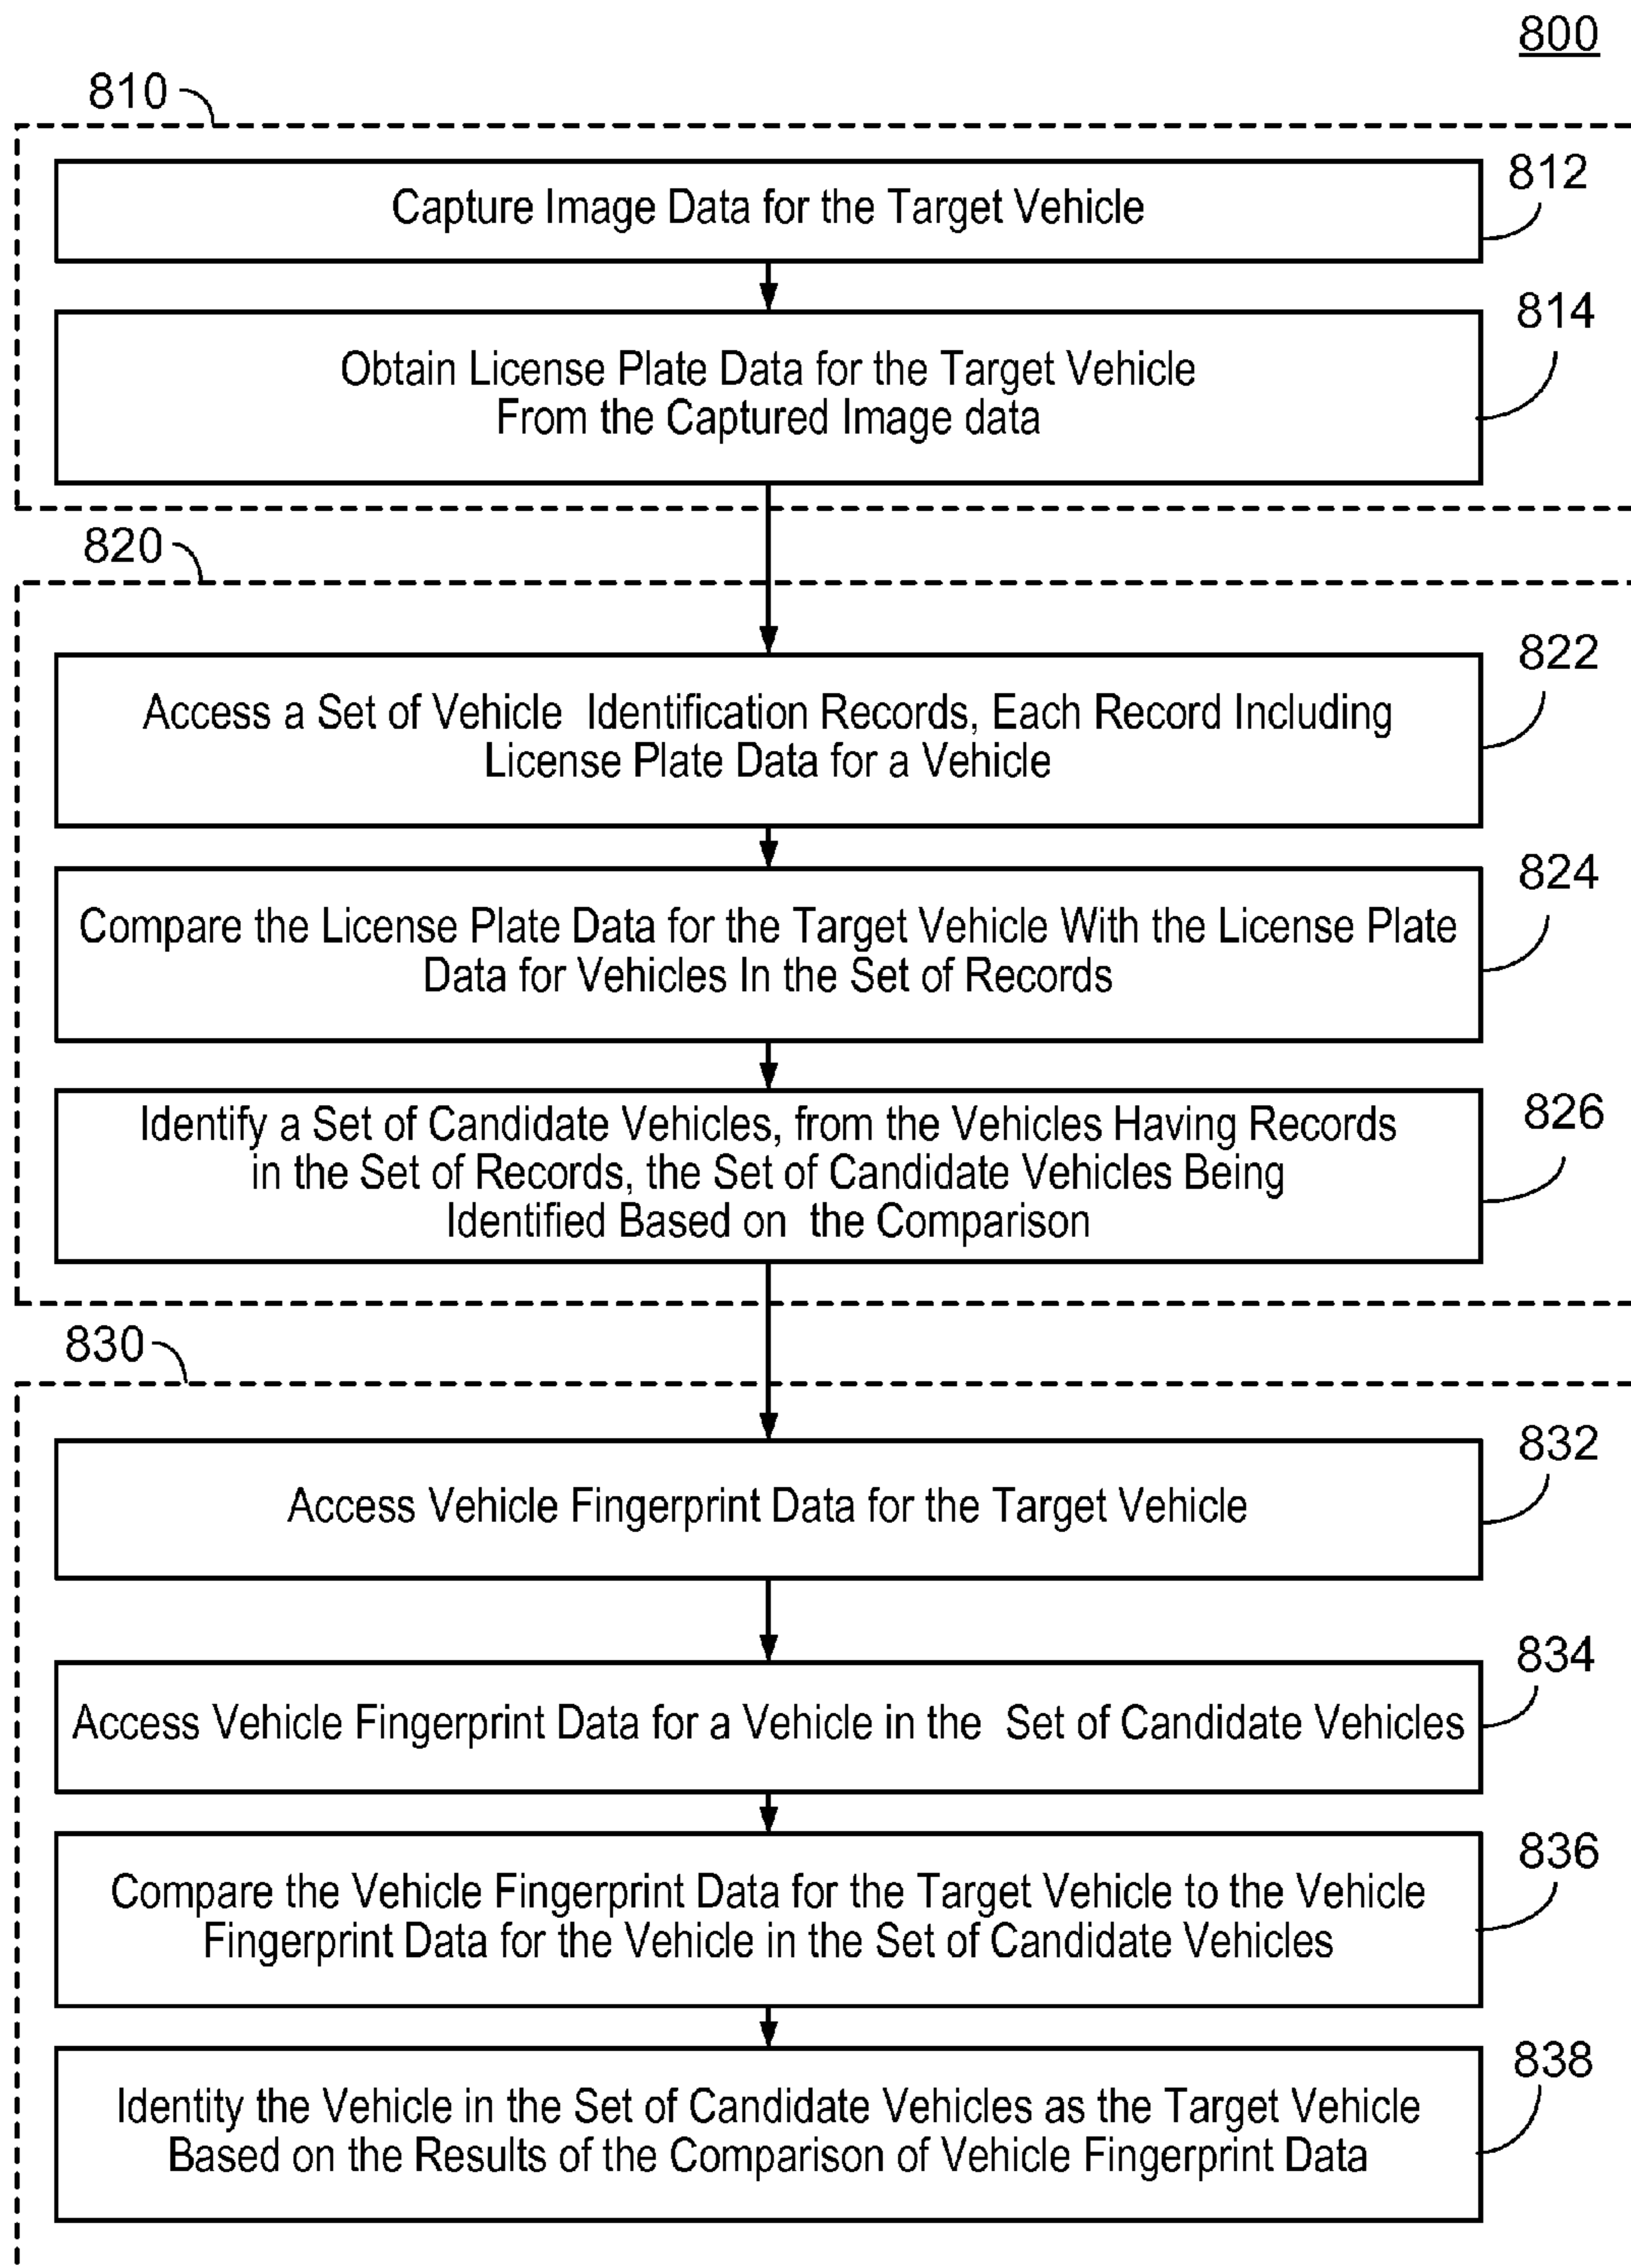 800
810
812
Capture Image Data for the Target Vehicle
814
Obtain License Plate Data for the Target Vehicle
From the Captured Image data
820
822
Access a Set of Vehicle Identification Records, Each Record Including
License Plate Data for a Vehicle
824
Compare the License Plate Data for the Target Vehicle With the License Plate
Data for Vehicles In the Set of Records
826
Identify a Set of Candidate Vehicles, from the Vehicles Having Records
in the Set of Records, the Set of Candidate Vehicles Being
Identified Based on the Comparison
830
832
Access Vehicle Fingerprint Data for the Target Vehicle
834
Access Vehicle Fingerprint Data for a Vehicle in the Set of Candidate Vehicles
836
Compare the Vehicle Fingerprint Data for the Target Vehicle to the Vehicle
Fingerprint Data for the Vehicle in the Set of Candidate Vehicles
838
Identity the Vehicle in the Set of Candidate Vehicles as the Target Vehicle
Based on the Results of the Comparison of Vehicle Fingerprint Data